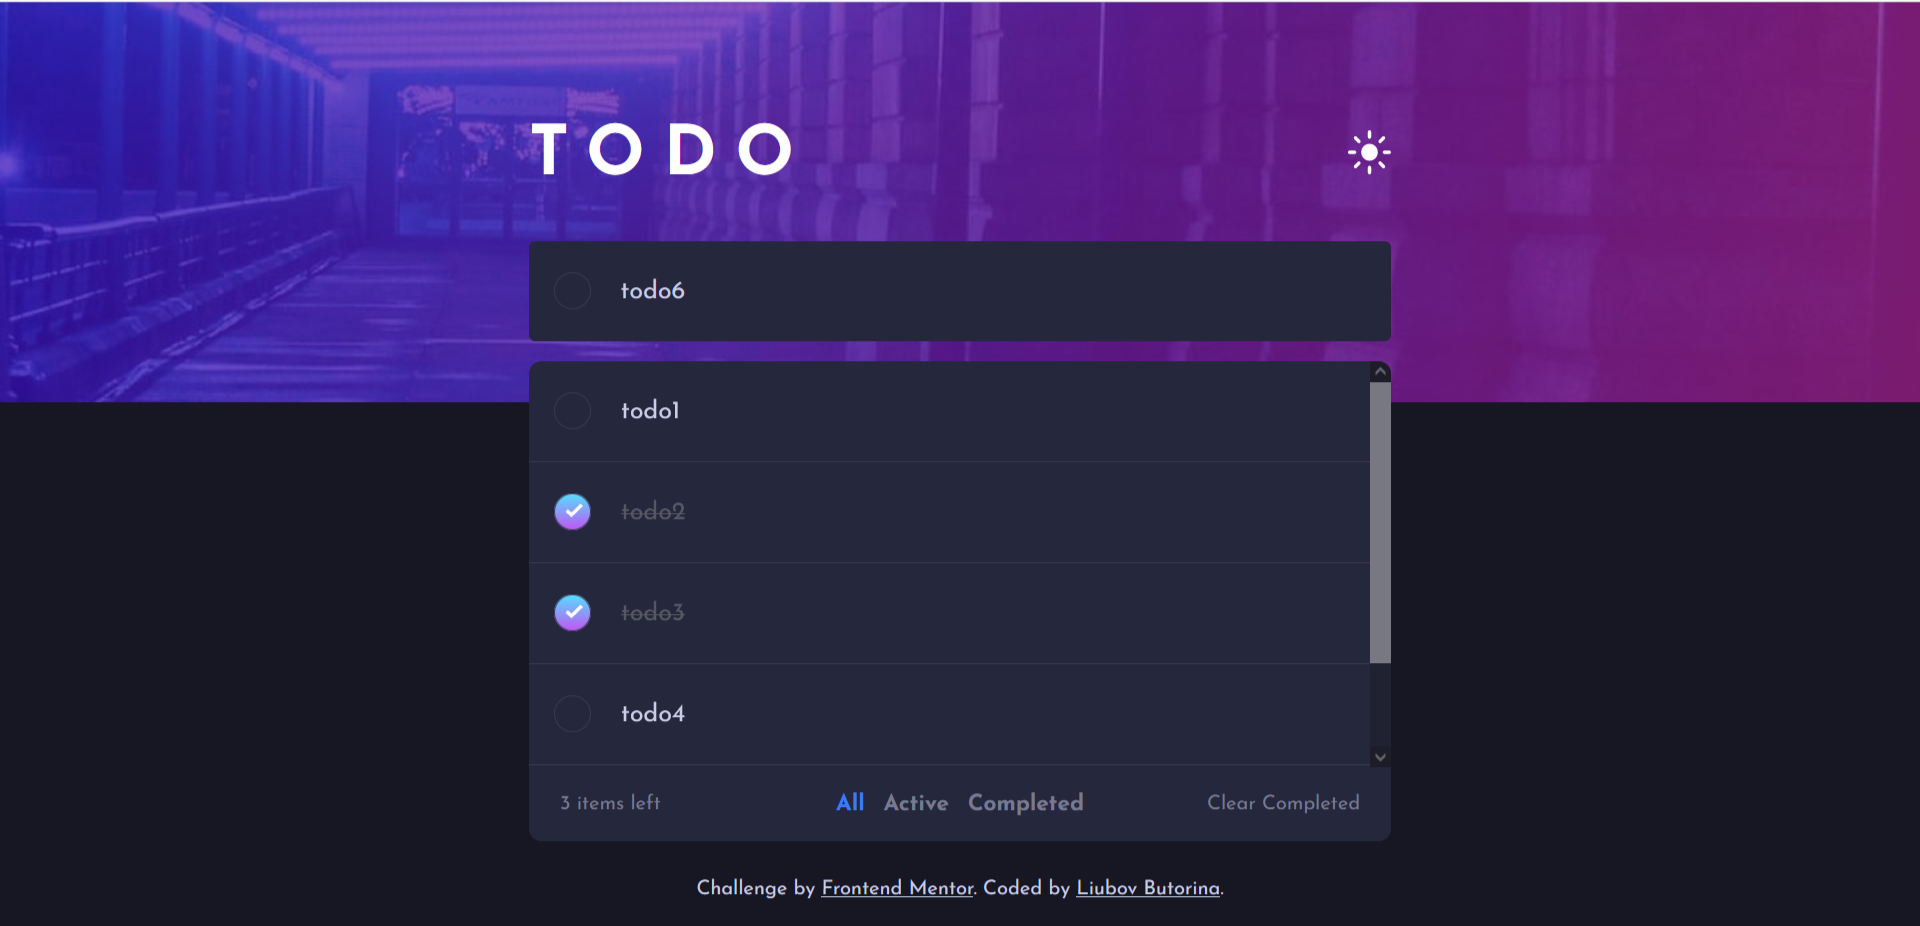 TODO
todo6
todo1
todo2
todo3
todo4
3 items left All Active Completed Clear Completed
Challenge by Frontend Mentor. Coded by Liubov Butorina.